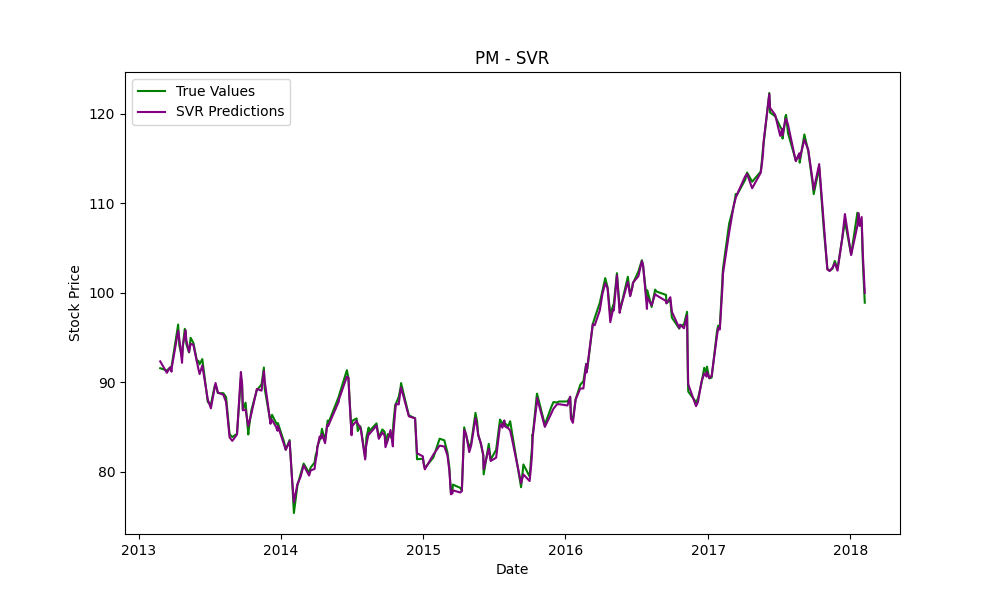 PM - SVR
True Values
SVR Predictions
120
110
100
90
80
Stock Price
2013 2014 2015 2016 2017 2018
Date